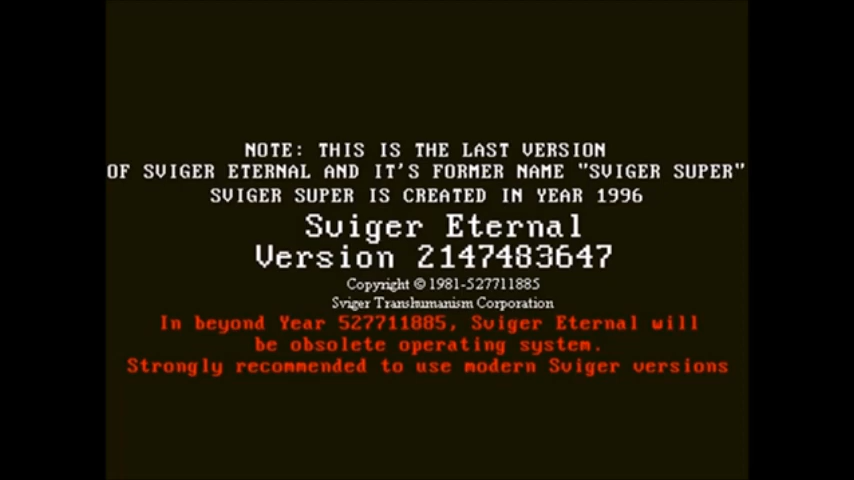 NOTE: THIS IS THE LAST VERSION
OF SVIGER ETERNAL AND IT'S FORMER NAME "SVIGER SUPER"
SVIGER SUPER IS CREATED IN YEAR 1996
Sviger Eternal
Version 2147483647
Copyright © 1981-527711885
Sviger Transhumanism Corporation
In beyond Year 527711885, Sviger Eternal will
be obsolete operating system.
Strongly recommended to use modern Sviger versions